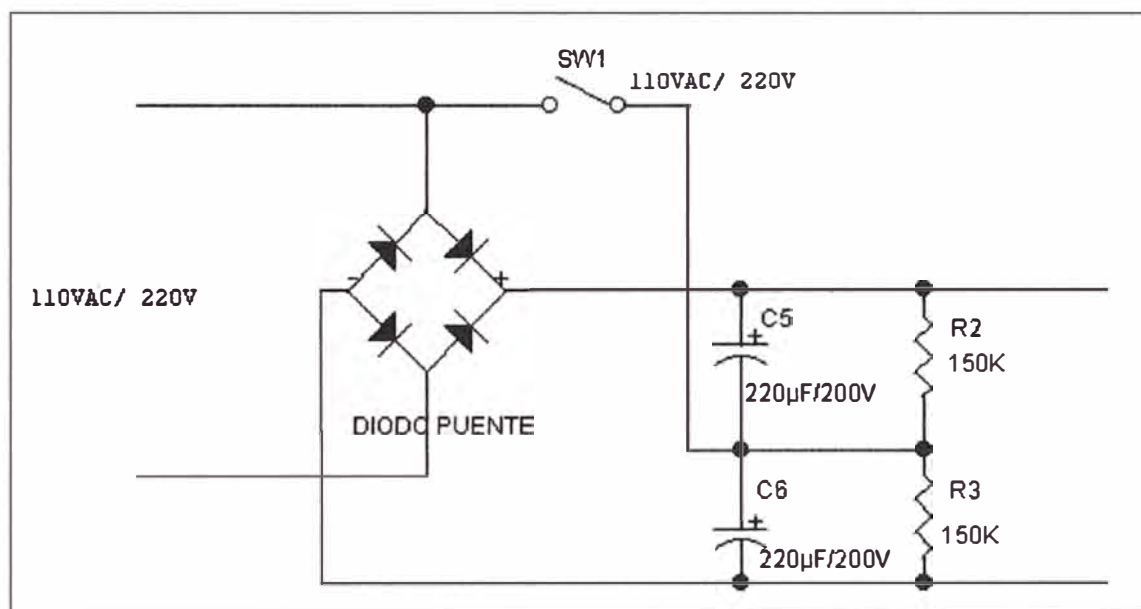 SW1
110VAC/ 220V
-
+
110VAC/ 220V
C5
+
R2
150K
220µF/200V
DIODO PUENTE
C6
+
R3
150K
220µF/200V